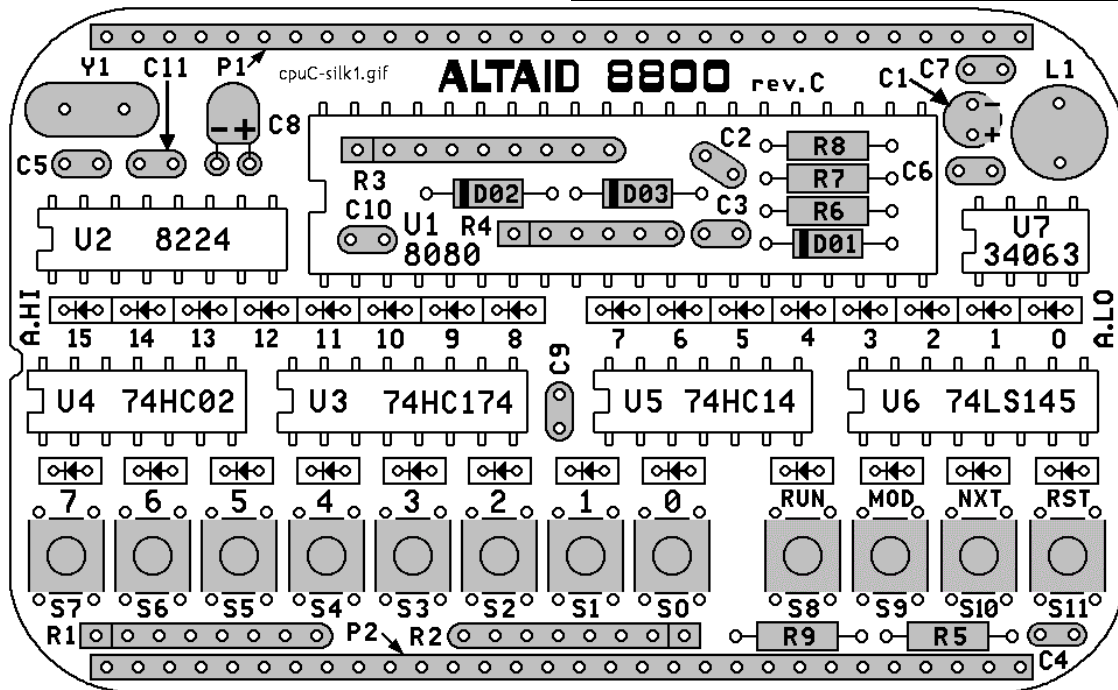 Y1 C11 P1 cpuC-silk1.gif ALTAID 8800 rev.C C1 C7 L1
- + C8 -
+
C5 C2 R8 C6
R3 D02 D03 R7
C10 U1 R4 C3 R6
U2 8224 8080 D01 U7
34063
A.HI A.LO
15 14 13 12 11 10 9 8 7 6 5 4 3 2 1 0
C9
U4 74HC02 U3 74HC174 U5 74HC14 U6 74LS145
7 6 5 4 3 2 1 0 RUN MOD NXT RST
S7 S6 S5 S4 S3 S2 S1 S0 S8 S9 S10 S11
R1 P2 R2 R9 R5 C4